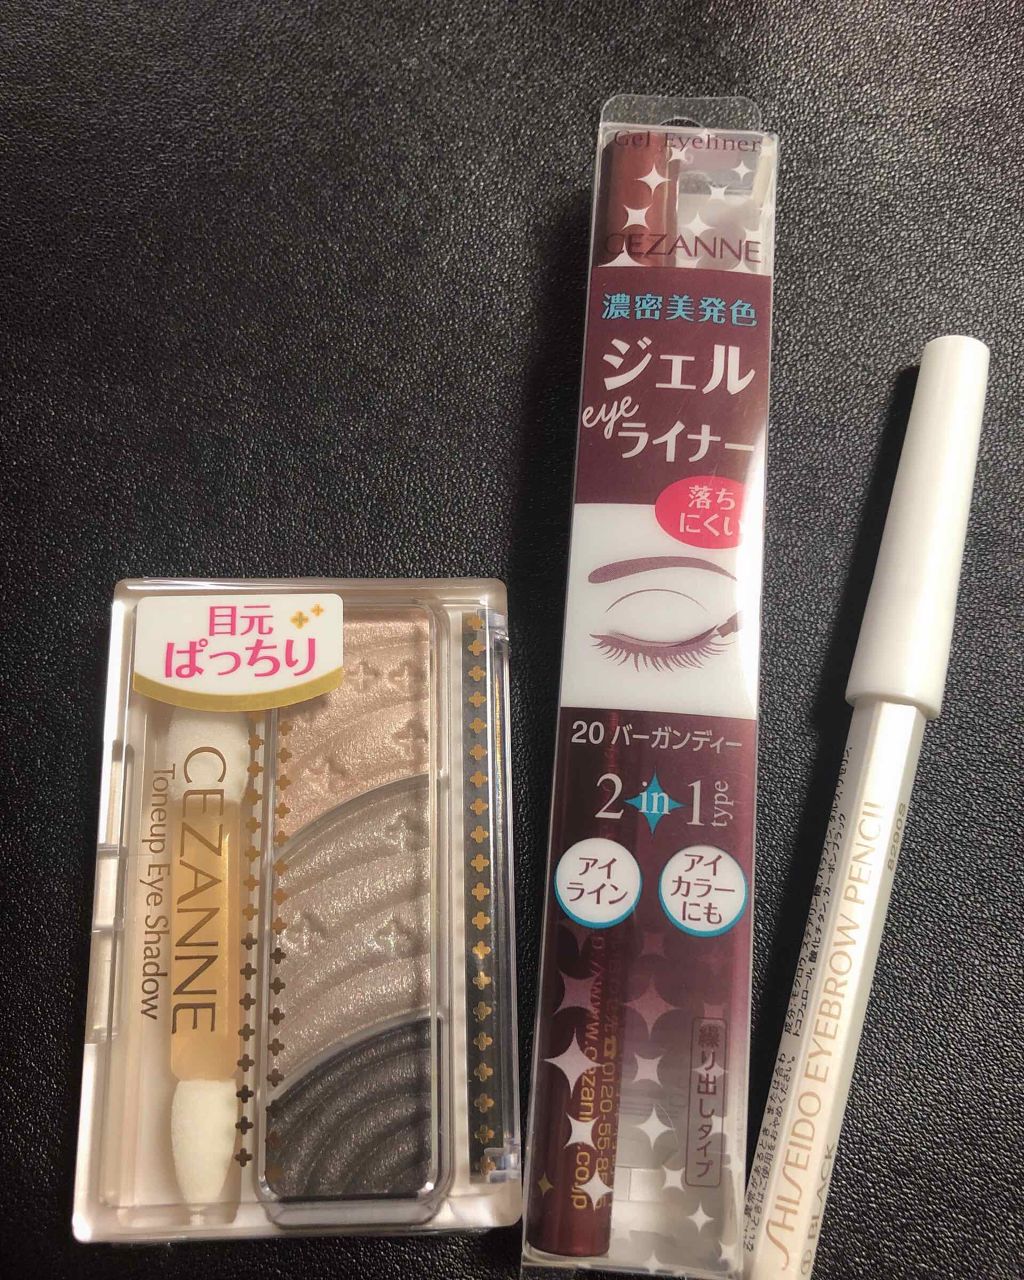 目元
ぱっちり
CEZANNE
Toneup Eye Shadow
Gel Eyeliner
CEZANNE
濃密美発色
ジェル
eye
ライナー
落ち
にくい
20 バーガンディー
2 in 1 type
アイ
ライン
アイ
カラー
にも
繰り出しタイプ
SHISEIDO EYEBROW PENCIL
① BLACK